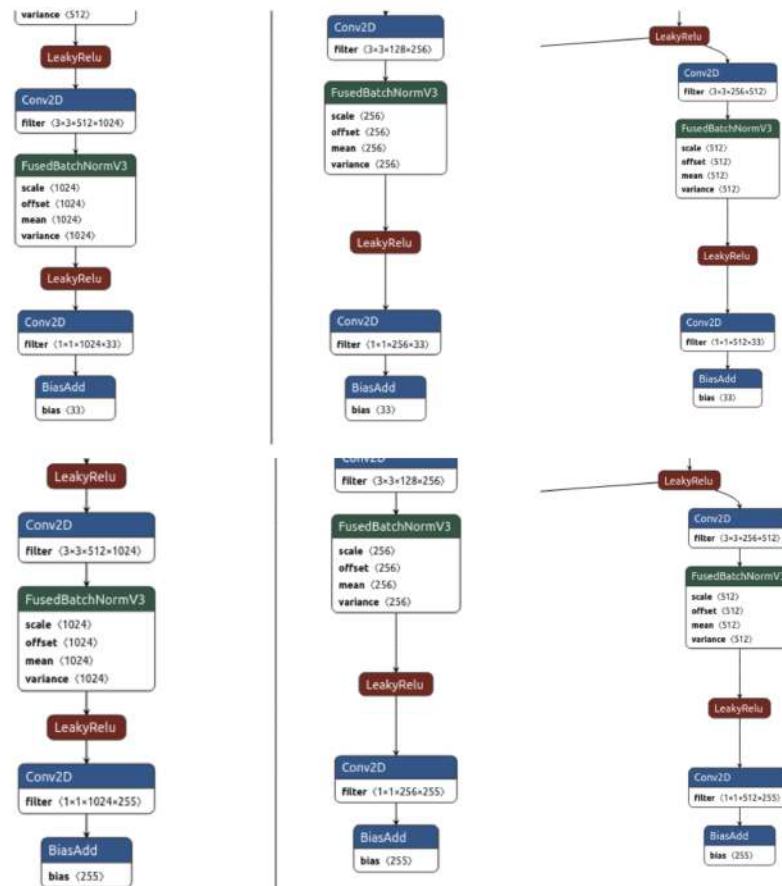 variance ⟨512⟩
LeakyRelu
Conv2D
filter ⟨3×3×512×1024⟩
FusedBatchNormV3
scale ⟨1024⟩
offset ⟨1024⟩
mean ⟨1024⟩
variance ⟨1024⟩
LeakyRelu
Conv2D
filter ⟨1×1×1024×33⟩
BiasAdd
bias ⟨33⟩
Conv2D
filter ⟨3×3×128×256⟩
FusedBatchNormV3
scale ⟨256⟩
offset ⟨256⟩
mean ⟨256⟩
variance ⟨256⟩
LeakyRelu
Conv2D
filter ⟨1×1×256×33⟩
BiasAdd
bias ⟨33⟩
LeakyRelu
Conv2D
filter ⟨3×3×256×512⟩
FusedBatchNormV3
scale ⟨512⟩
offset ⟨512⟩
mean ⟨512⟩
variance ⟨512⟩
LeakyRelu
Conv2D
filter ⟨1×1×512×33⟩
BiasAdd
bias ⟨33⟩
LeakyRelu
Conv2D
filter ⟨3×3×512×1024⟩
FusedBatchNormV3
scale ⟨1024⟩
offset ⟨1024⟩
mean ⟨1024⟩
variance ⟨1024⟩
LeakyRelu
Conv2D
filter ⟨1×1×1024×255⟩
BiasAdd
bias ⟨255⟩
Conv2D
filter ⟨3×3×128×256⟩
FusedBatchNormV3
scale ⟨256⟩
offset ⟨256⟩
mean ⟨256⟩
variance ⟨256⟩
LeakyRelu
Conv2D
filter ⟨1×1×256×255⟩
BiasAdd
bias ⟨255⟩
LeakyRelu
Conv2D
filter ⟨3×3×256×512⟩
FusedBatchNormV3
scale ⟨512⟩
offset ⟨512⟩
mean ⟨512⟩
variance ⟨512⟩
LeakyRelu
Conv2D
filter ⟨1×1×512×255⟩
BiasAdd
bias ⟨255⟩